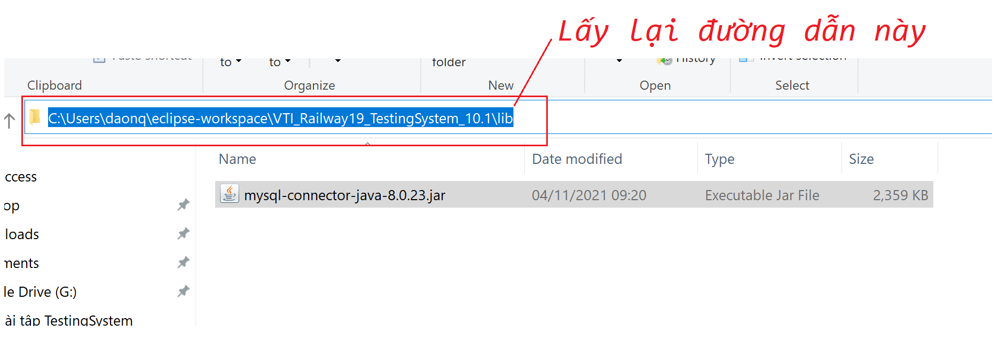 Lấy lại đường dẫn này
Paste shortcut
to
to
folder
History
Invert selection
Clipboard
Organize
New
Open
Select
C:\Users\daonq\eclipse-workspace\VTI_Railway19_TestingSystem_10.1\lib
Name
Date modified
Type
Size
ccess
mysql-connector-java-8.0.23.jar
04/11/2021 09:20
Executable Jar File
2,359 KB
op
loads
ments
le Drive (G:)
ài tập TestingSystem